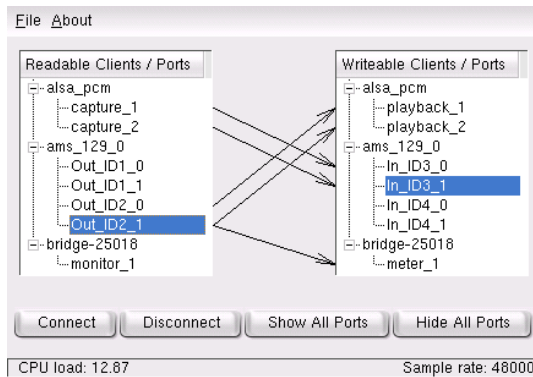 File About
Readable Clients / Ports
alsa_pcm
capture_1
capture_2
ams_129_0
Out_ID1_0
Out_ID1_1
Out_ID2_0
Out_ID2_1
bridge-25018
monitor_1
Writeable Clients / Ports
alsa_pcm
playback_1
playback_2
ams_129_0
In_ID3_0
In_ID3_1
In_ID4_0
In_ID4_1
bridge-25018
meter_1
Connect Disconnect Show All Ports Hide All Ports
CPU load: 12.87 Sample rate: 48000